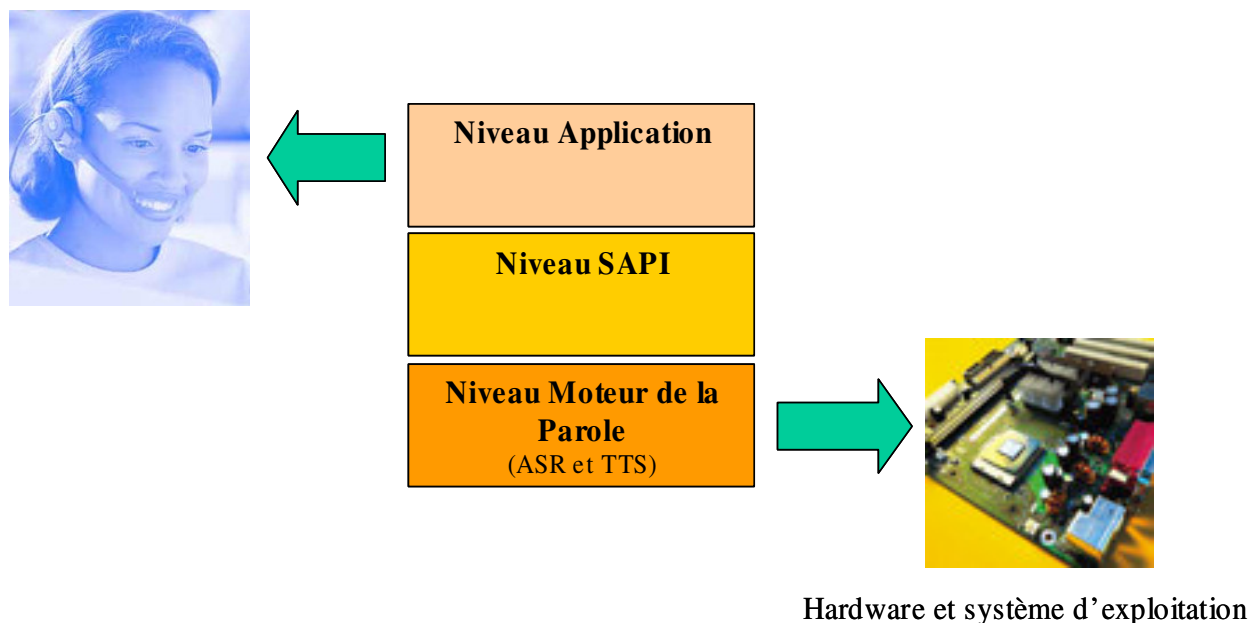 Niveau Application
Niveau SAPI
Niveau Moteur de la
Parole
(ASR et TTS)
Hardware et système d’exploitation